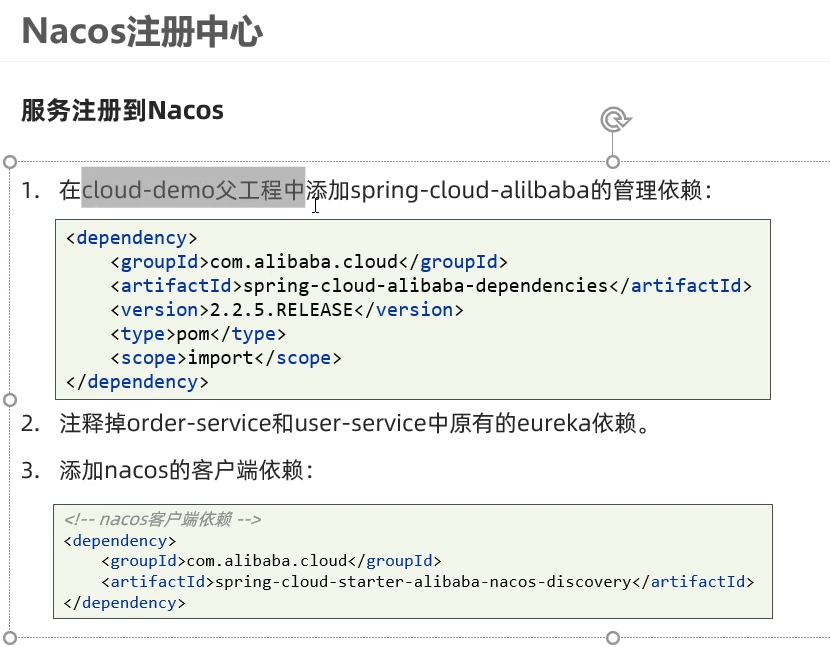 Nacos注册中心
服务注册到Nacos
1. 在cloud-demo父工程中添加spring-cloud-alilbaba的管理依赖：
<dependency>
<groupId>com.alibaba.cloud</groupId>
<artifactId>spring-cloud-alibaba-dependencies</artifactId>
<version>2.2.5.RELEASE</version>
<type>pom</type>
<scope>import</scope>
</dependency>
2. 注释掉order-service和user-service中原有的eureka依赖。
3. 添加nacos的客户端依赖：
<!-- nacos客户端依赖 -->
<dependency>
<groupId>com.alibaba.cloud</groupId>
<artifactId>spring-cloud-starter-alibaba-nacos-discovery</artifactId>
</dependency>